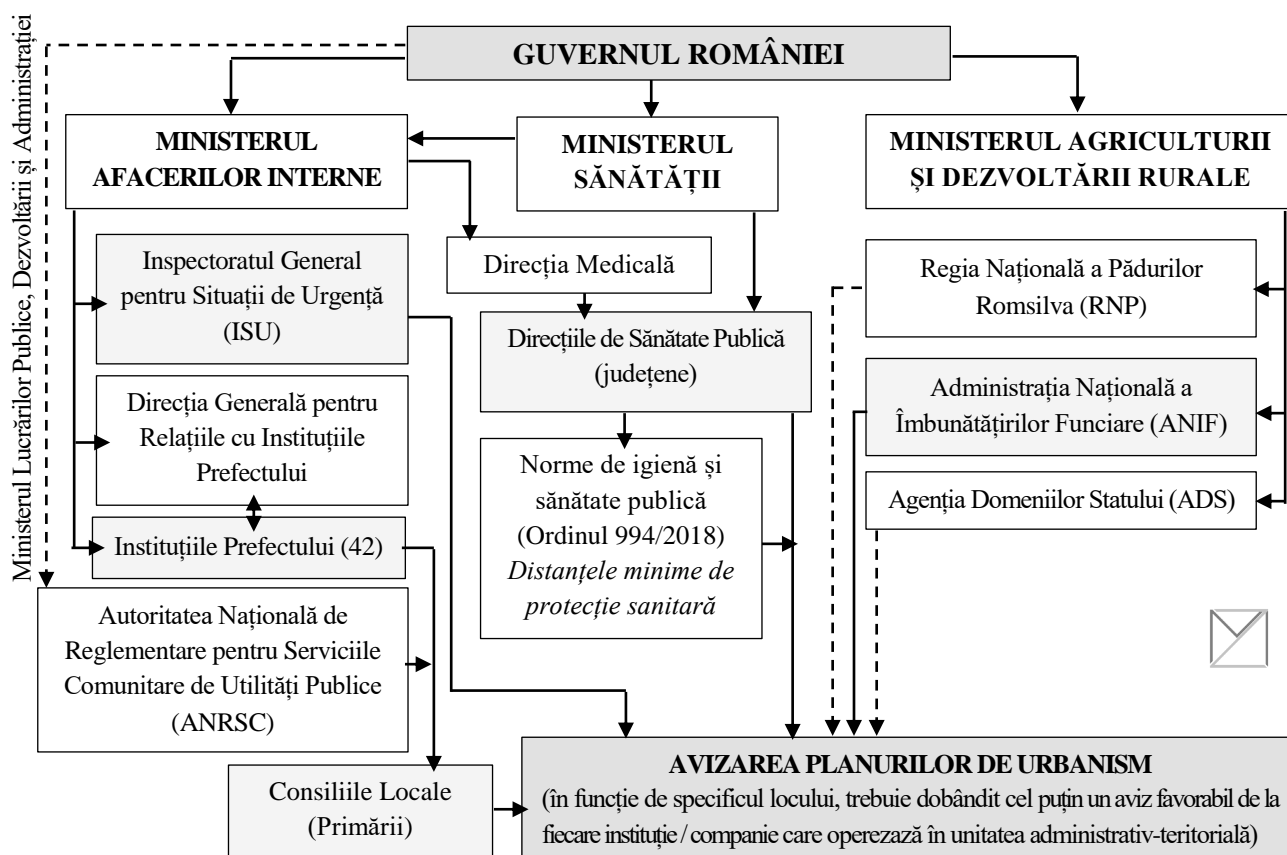 Ministerul Lucrărilor Publice, Dezvoltării și Administrației
GUVERNUL ROMÂNIEI
MINISTERUL
AFACERILOR INTERNE
MINISTERUL
SĂNĂTĂȚII
MINISTERUL AGRICULTURII
ȘI DEZVOLTĂRII RURALE
Inspectoratul General
pentru Situații de Urgență
(ISU)
Direcția Generală pentru
Relațiile cu Instituțiile
Prefectului
Instituțiile Prefectului (42)
Autoritatea Națională de
Reglementare pentru Serviciile
Comunitare de Utilități Publice
(ANRSC)
Consiliile Locale
(Primării)
Direcția Medicală
Direcțiile de Sănătate Publică
(județene)
Norme de igienă și
sănătate publică
(Ordinul 994/2018)
Distanțele minime de
protecție sanitară
Regia Națională a Pădurilor
Romsilva (RNP)
Administrația Națională a
Îmbunătățirilor Funciare (ANIF)
Agenția Domeniilor Statului (ADS)
AVIZAREA PLANURILOR DE URBANISM
(în funcție de specificul locului, trebuie dobândit cel puțin un aviz favorabil de la
fiecare instituție / companie care operezază în unitatea administrativ-teritorială)